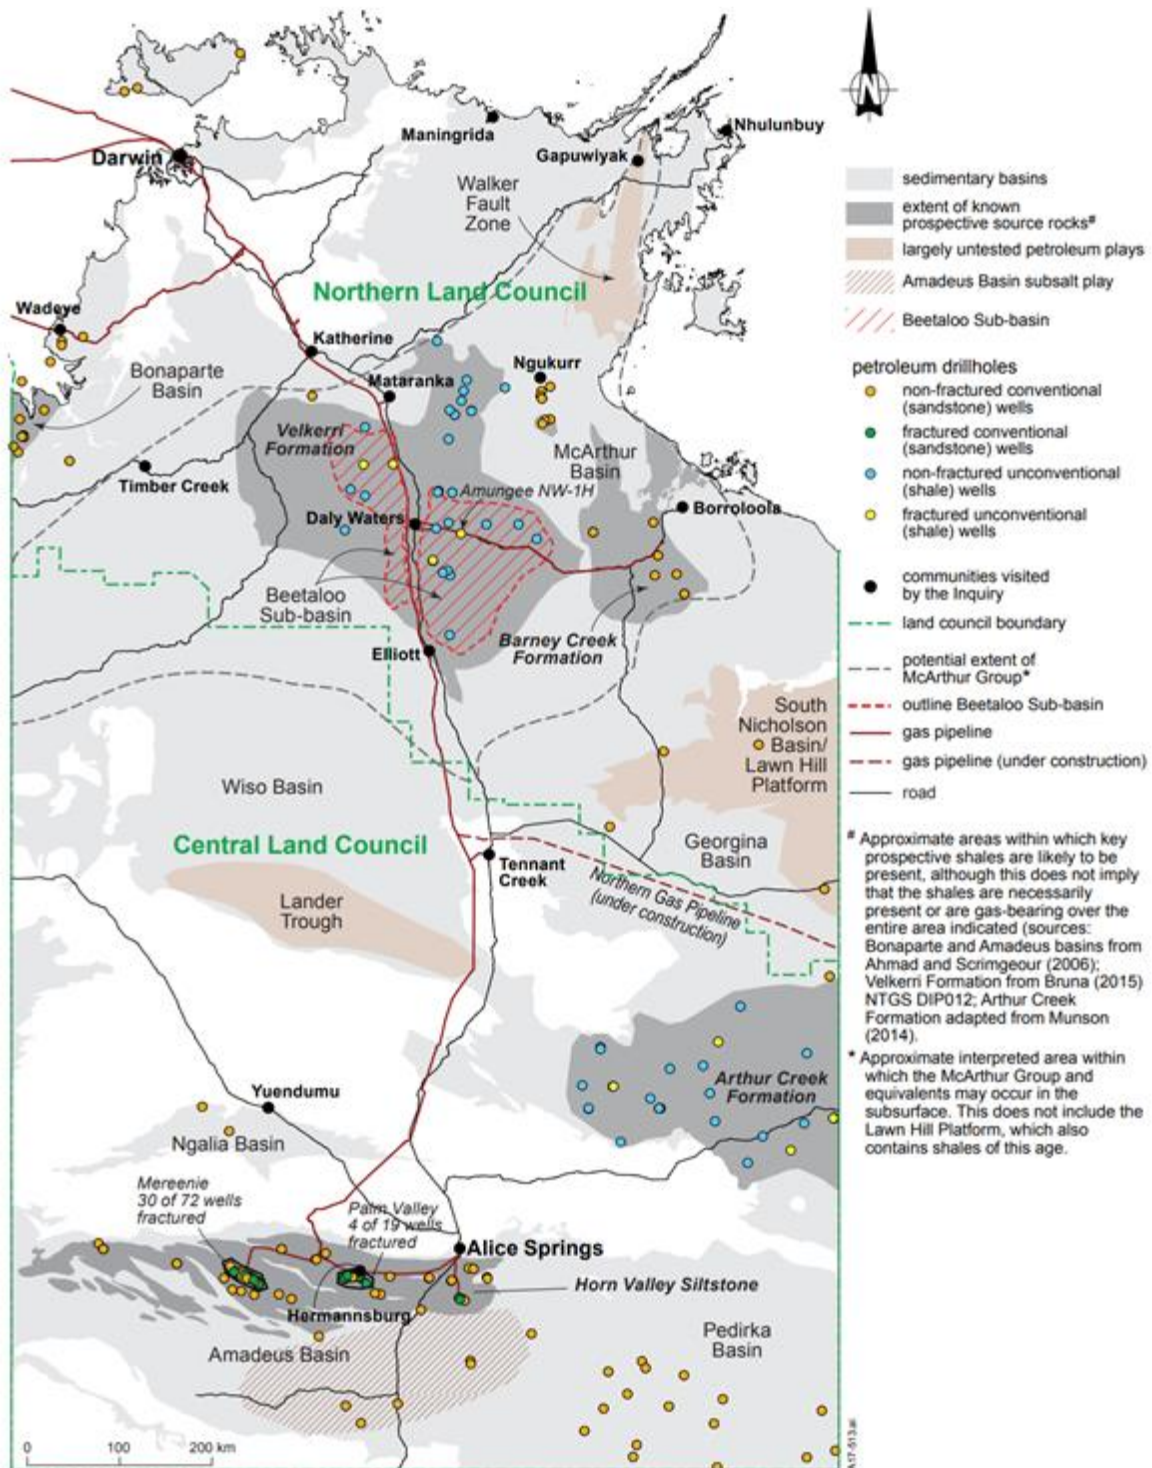 Maningrida
Nhulunbuy
Gapuwiyak
Darwin
Walker
Fault
Zone
Northern Land Council
Wadeye
Katherine
Bonaparte
Basin
Mataranka
Ngukurr
Velkerri
Formation
McArthur
Basin
Timber Creek
Amungee NW-1H
Daly Waters
Borroloola
Beetaloo
Sub-basin
Barney Creek
Formation
Elliott
South
Nicholson
Basin/
Lawn Hill
Platform
Wiso Basin
Central Land Council
Georgina
Basin
Tennant
Creek
Northern Gas Pipeline
(under construction)
Lander
Trough
Arthur Creek
Formation
Yuendumu
Ngalia Basin
Mereenie
30 of 72 wells
fractured
Palm Valley
4 of 19 wells
fractured
Alice Springs
Horn Valley Siltstone
Hermannsburg
Amadeus Basin
Pedirka
Basin
0 100 200 km
N
sedimentary basins
extent of known
prospective source rocks#
largely untested petroleum plays
Amadeus Basin subsalt play
Beetaloo Sub-basin
petroleum drillholes
non-fractured conventional
(sandstone) wells
fractured conventional
(sandstone) wells
non-fractured unconventional
(shale) wells
fractured unconventional
(shale) wells
communities visited
by the Inquiry
land council boundary
potential extent of
McArthur Group*
outline Beetaloo Sub-basin
gas pipeline
gas pipeline (under construction)
road
# Approximate areas within which key
prospective shales are likely to be
present, although this does not imply
that the shales are necessarily
present or are gas-bearing over the
entire area indicated (sources:
Bonaparte and Amadeus basins from
Ahmad and Scrimgeour (2006);
Velkerri Formation from Bruna (2015)
NTGS DIP012; Arthur Creek
Formation adapted from Munson
(2014).
* Approximate interpreted area within
which the McArthur Group and
equivalents may occur in the
subsurface. This does not include the
Lawn Hill Platform, which also
contains shales of this age.
A17-513.ai